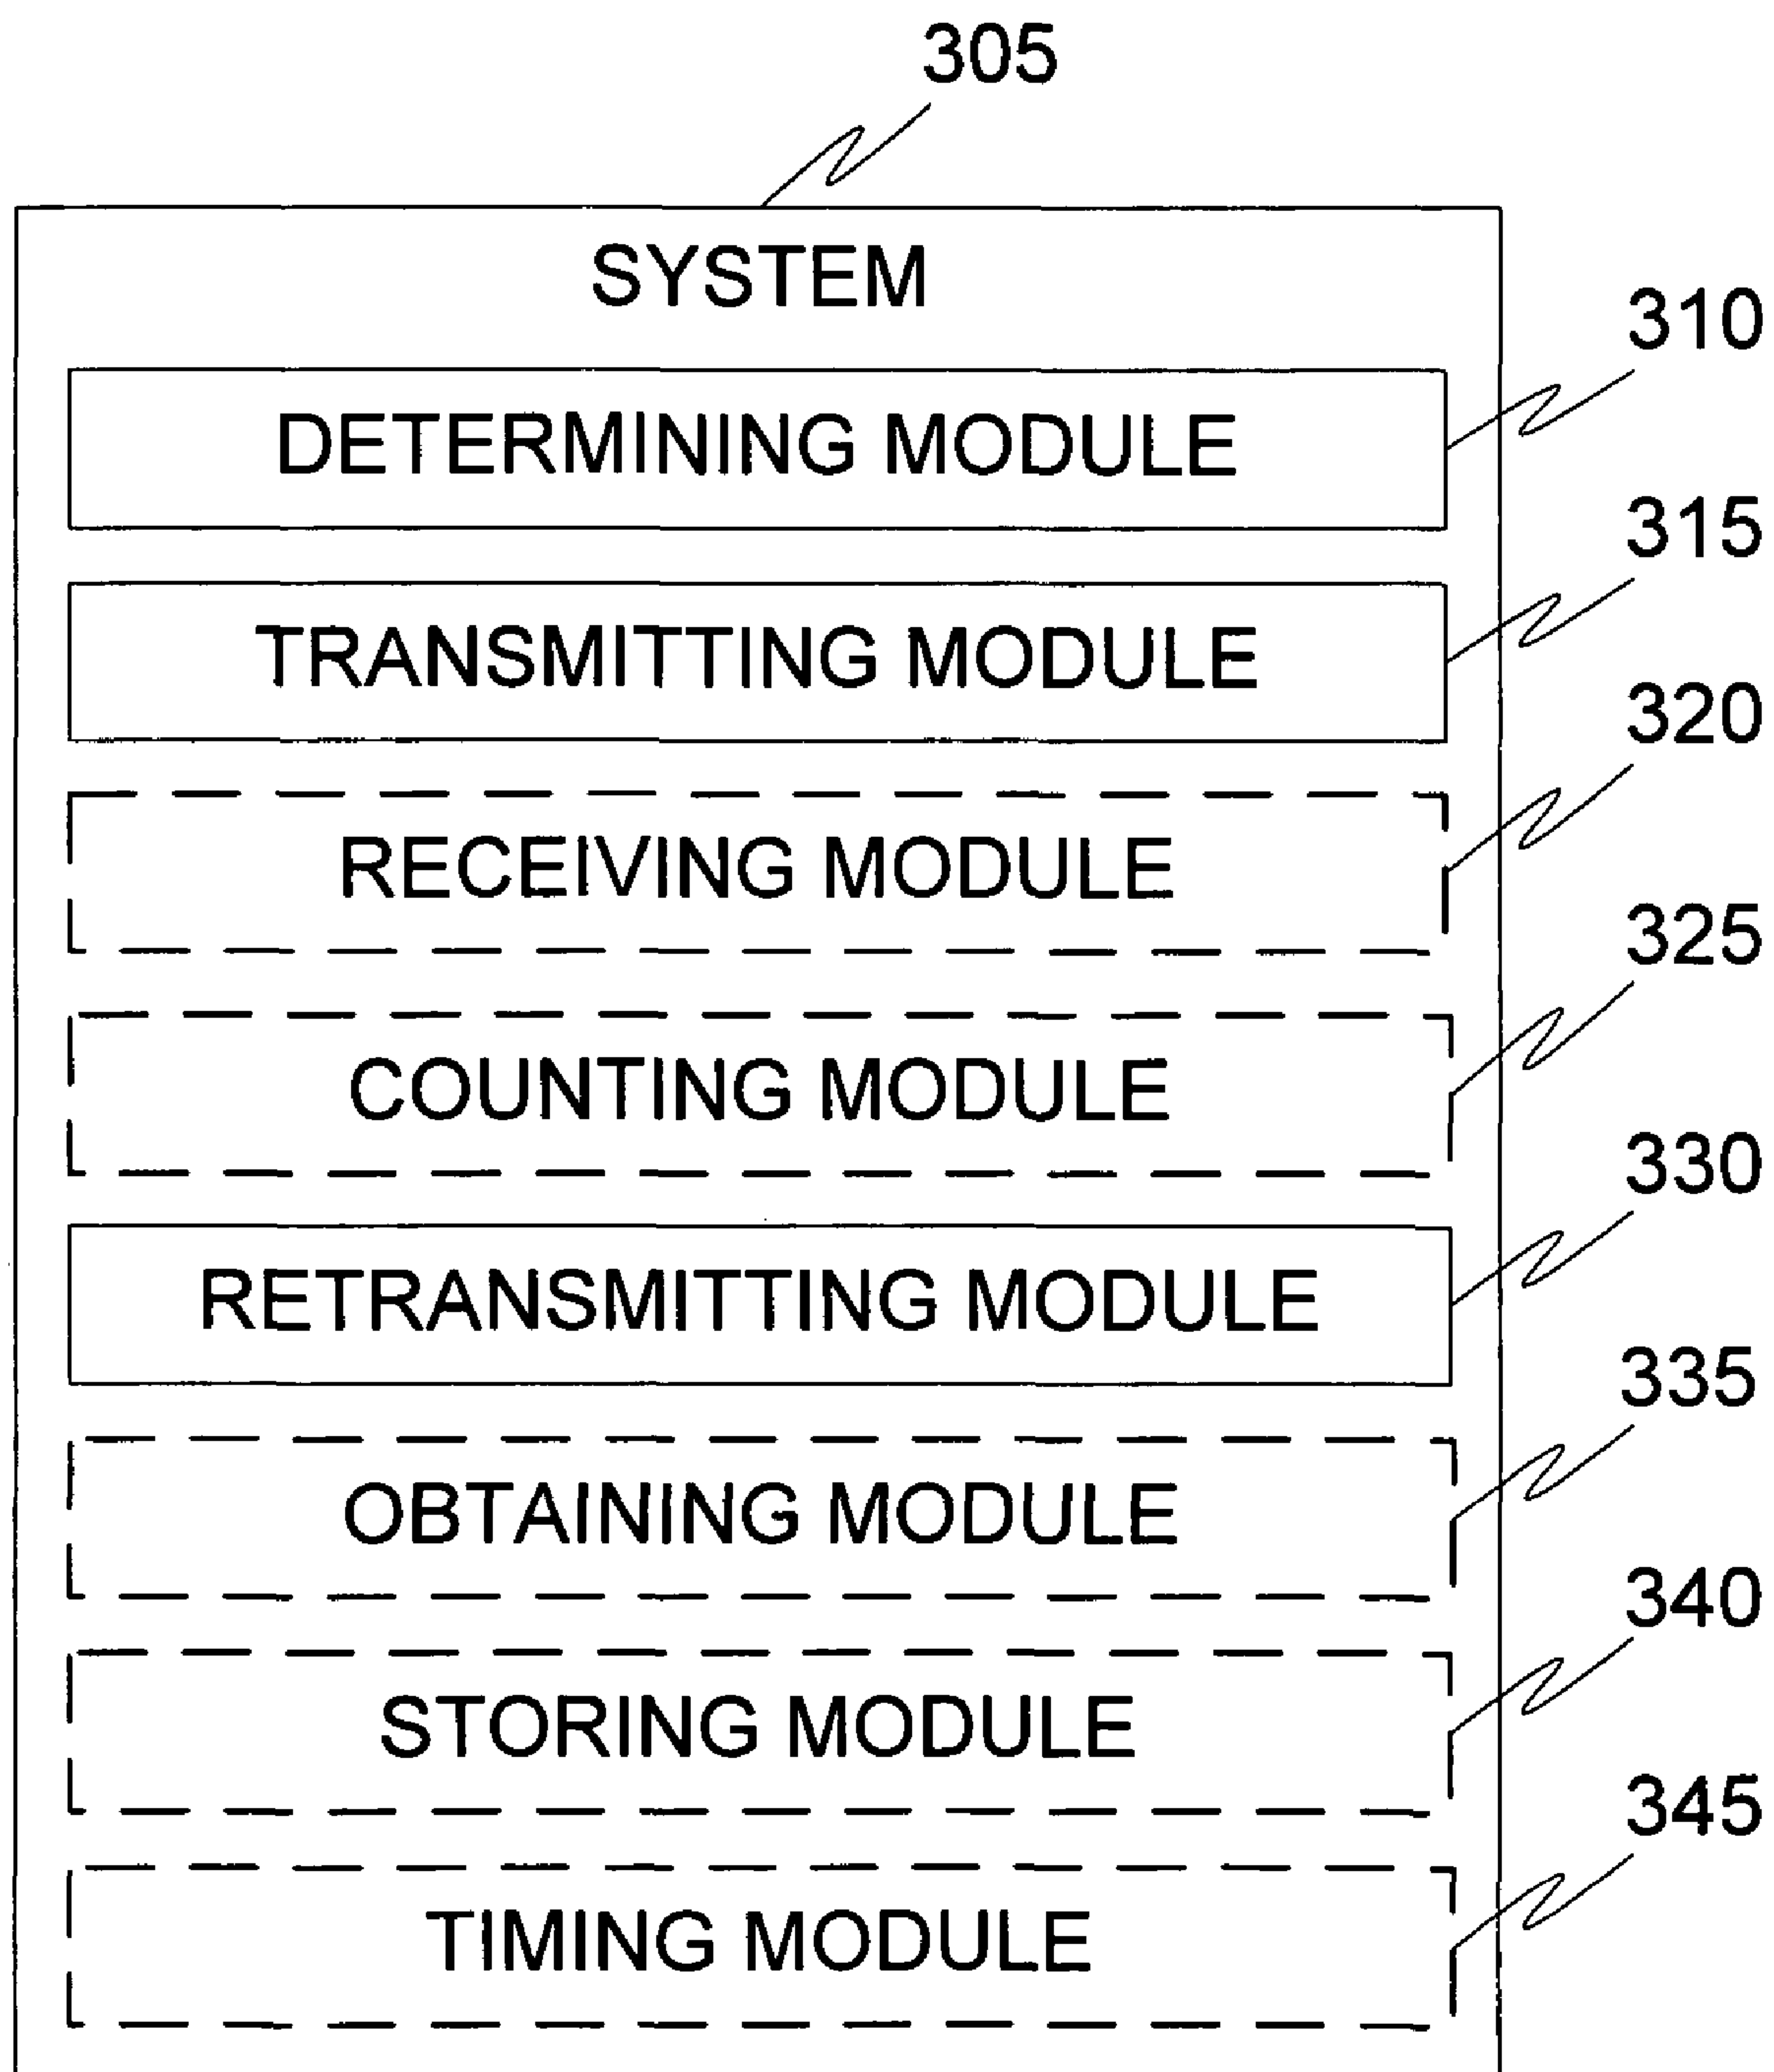 305
SYSTEM
310
DETERMINING MODULE
315
TRANSMITTING MODULE
320
RECEIVING MODULE
325
COUNTING MODULE
330
RETRANSMITTING MODULE
335
OBTAINING MODULE
340
STORING MODULE
345
TIMING MODULE